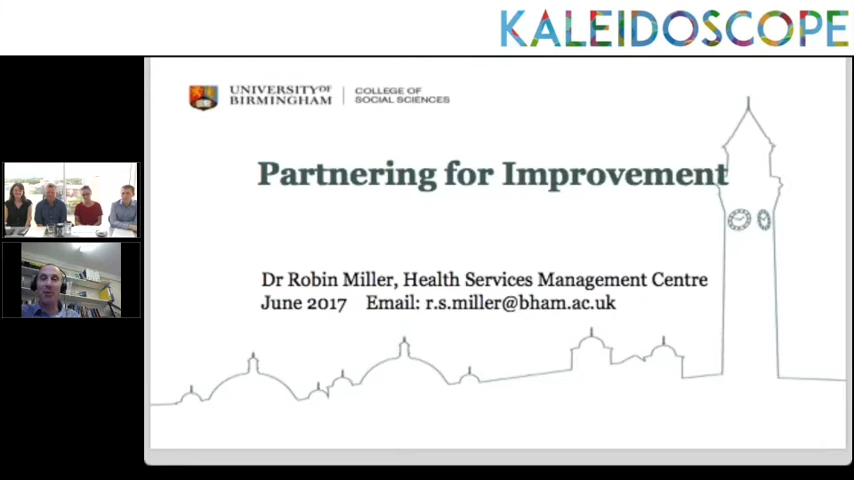 KALEIDOSCOPE
UNIVERSITY OF
BIRMINGHAM
COLLEGE OF
SOCIAL SCIENCES
Partnering for Improvement
Dr Robin Miller, Health Services Management Centre
June 2017 Email: r.s.miller@bham.ac.uk